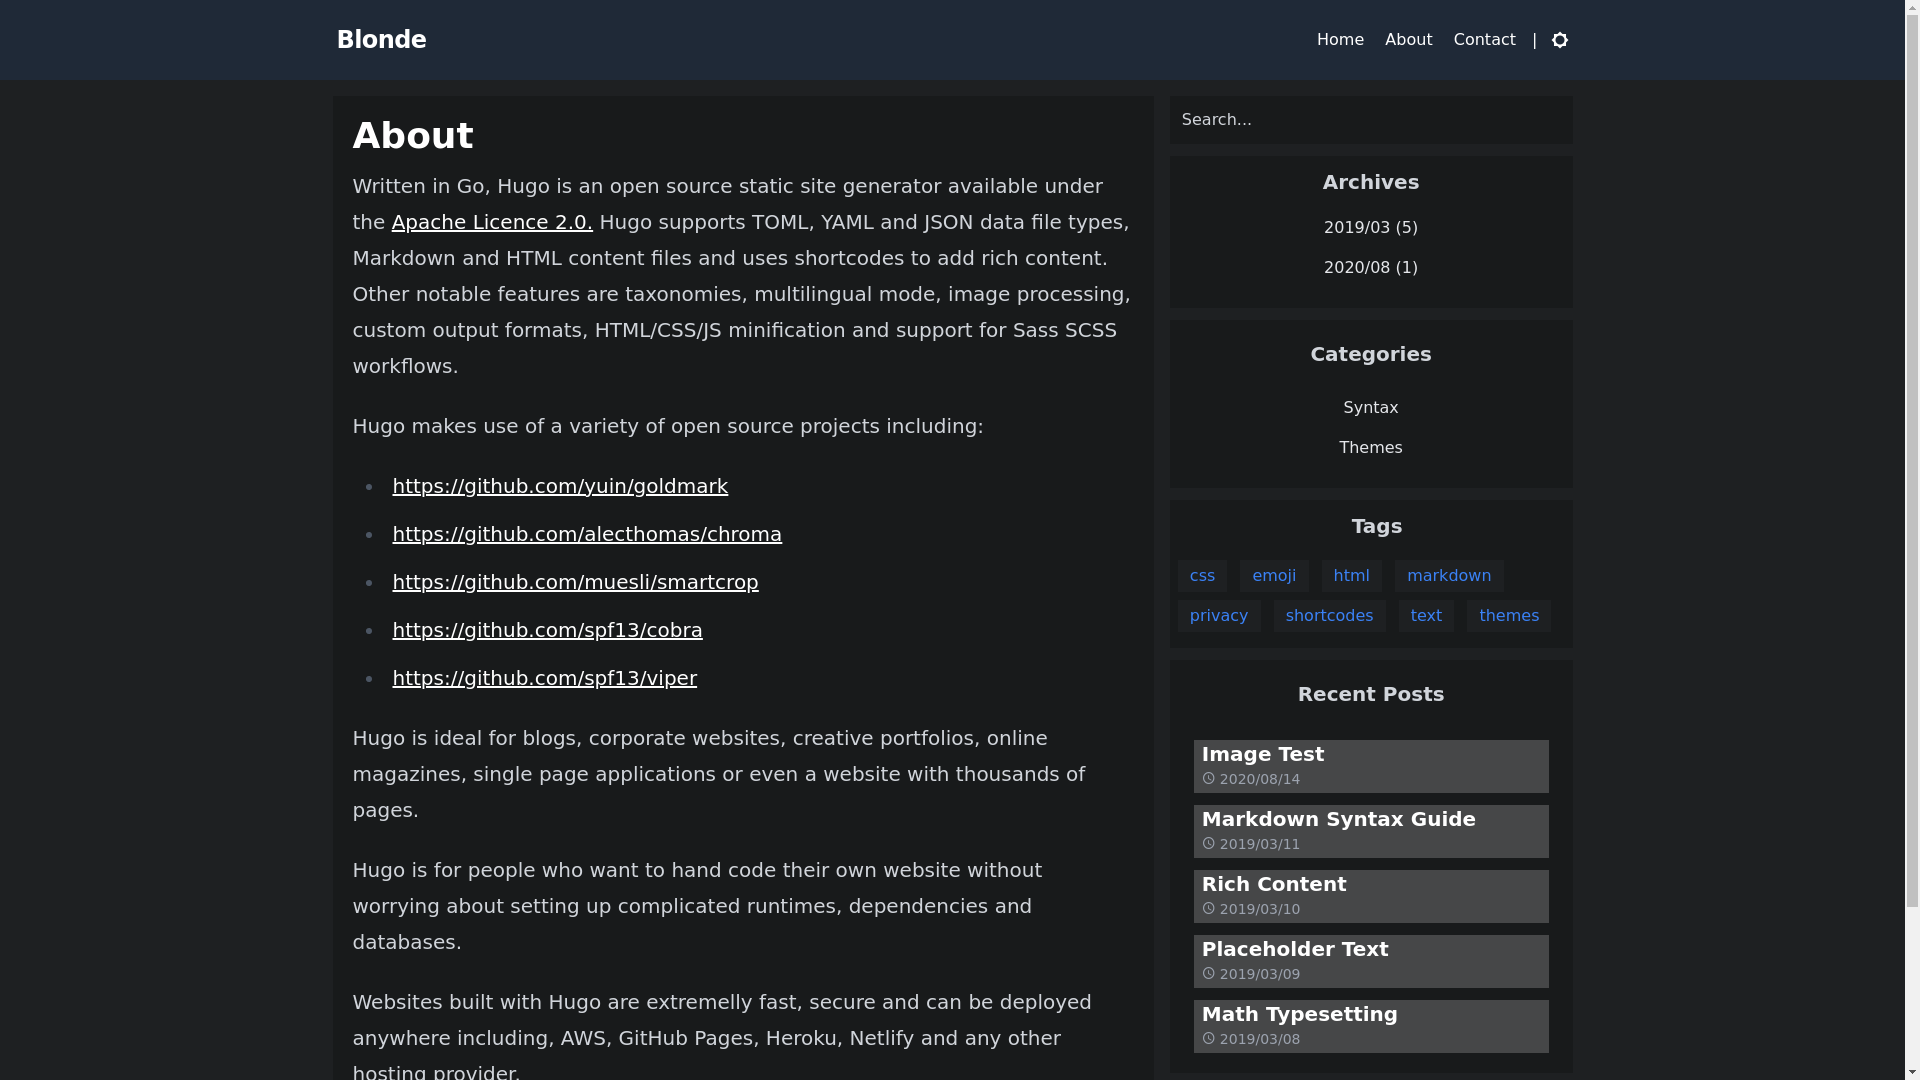 Blonde
Home About Contact |
About
Written in Go, Hugo is an open source static site generator available under
the Apache Licence 2.0. Hugo supports TOML, YAML and JSON data file types,
Markdown and HTML content files and uses shortcodes to add rich content.
Other notable features are taxonomies, multilingual mode, image processing,
custom output formats, HTML/CSS/JS minification and support for Sass SCSS
workflows.
Hugo makes use of a variety of open source projects including:
https://github.com/yuin/goldmark
https://github.com/alecthomas/chroma
https://github.com/muesli/smartcrop
https://github.com/spf13/cobra
https://github.com/spf13/viper
Hugo is ideal for blogs, corporate websites, creative portfolios, online
magazines, single page applications or even a website with thousands of
pages.
Hugo is for people who want to hand code their own website without
worrying about setting up complicated runtimes, dependencies and
databases.
Websites built with Hugo are extremelly fast, secure and can be deployed
anywhere including, AWS, GitHub Pages, Heroku, Netlify and any other
hosting provider.
Search...
Archives
2019/03 (5)
2020/08 (1)
Categories
Syntax
Themes
Tags
css emoji html markdown
privacy shortcodes text themes
Recent Posts
Image Test
2020/08/14
Markdown Syntax Guide
2019/03/11
Rich Content
2019/03/10
Placeholder Text
2019/03/09
Math Typesetting
2019/03/08